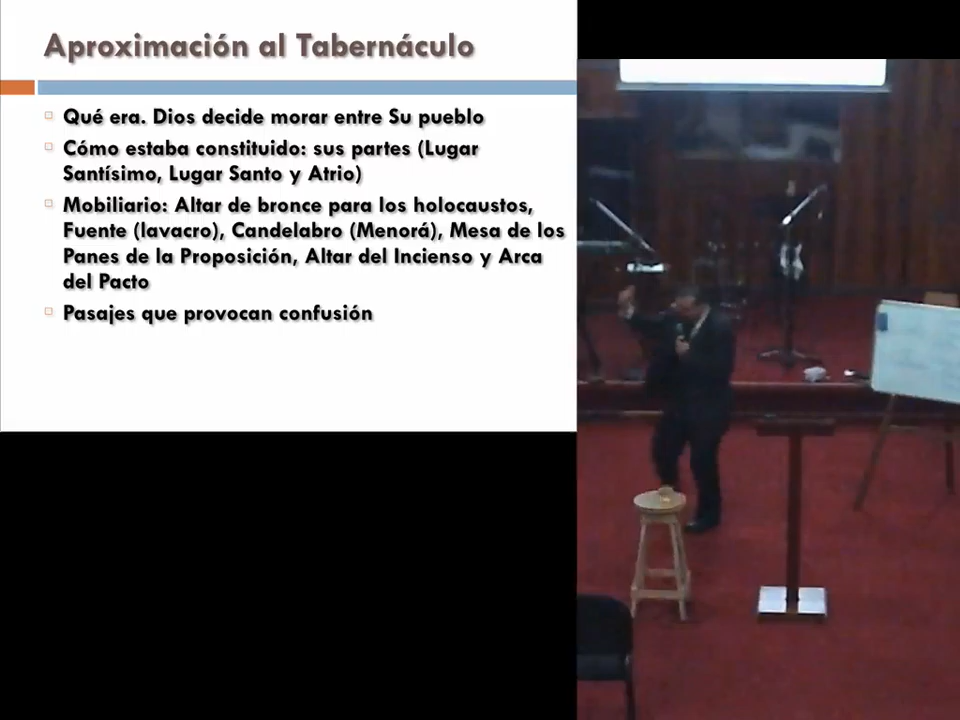 Aproximación al Tabernáculo
Qué era. Dios decide morar entre Su pueblo
Cómo estaba constituido: sus partes (Lugar
Santísimo, Lugar Santo y Atrio)
Mobiliario: Altar de bronce para los holocaustos,
Fuente (lavacro), Candelabro (Menorá), Mesa de los
Panes de la Proposición, Altar del Incienso y Arca
del Pacto
Pasajes que provocan confusión